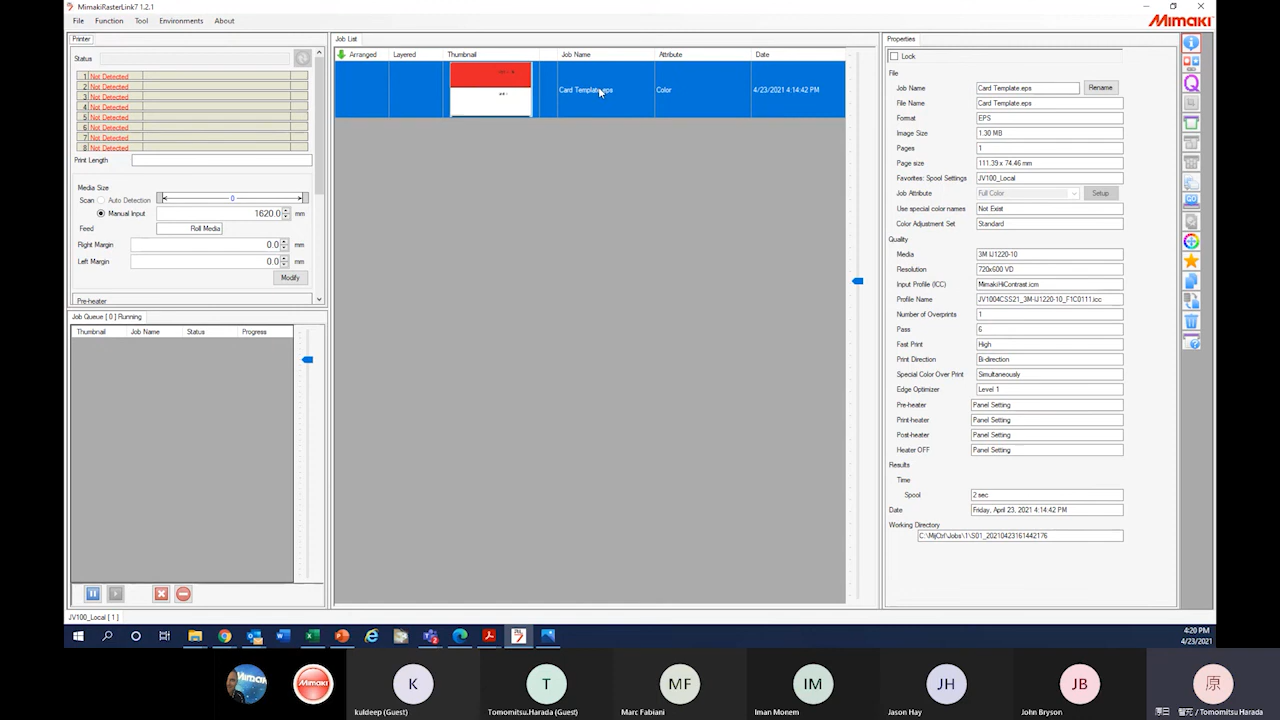 MimakiRasterLink7 1.2.1
File Function Tool Environments About
Mimaki
Printer
Status
1 Not Detected
2 Not Detected
3 Not Detected
4 Not Detected
5 Not Detected
6 Not Detected
7 Not Detected
8 Not Detected
Print Length
Media Size
Scan Auto Detection 0
Manual Input 1620.0 mm
Feed Roll Media
Right Margin 0.0 mm
Left Margin 0.0 mm
Modify
Pre-heater
Job Queue [ 0 ] Running
Thumbnail Job Name Status Progress
JV100_Local [ 1 ]
Job List
Arranged Layered Thumbnail Job Name Attribute Date
Card Template.eps Color 4/23/2021 4:14:42 PM
Properties
Lock
File
Job Name Card Template.eps Rename
File Name Card Template.eps
Format EPS
Image Size 1.30 MB
Pages 1
Page size 111.39 x 74.46 mm
Favorites: Spool Settings JV100_Local
Job Attribute Full Color Setup
Use special color names Not Exist
Color Adjustment Set Standard
Quality
Media 3M IJ1220-10
Resolution 720x600 VD
Input Profile (ICC) MimakiHiContrast.icm
Profile Name JV1004CSS21_3M-IJ1220-10_F1C0111.icc
Number of Overprints 1
Pass 6
Fast Print High
Print Direction Bi-direction
Special Color Over Print Simultaneously
Edge Optimizer Level 1
Pre-heater Panel Setting
Print-heater Panel Setting
Post-heater Panel Setting
Heater OFF Panel Setting
Results
Time
Spool 2 sec
Date Friday, April 23, 2021 4:14:42 PM
Working Directory
C:\MijCtrl\Jobs\1\S01_20210423161442176
4:20 PM
4/23/2021
Mimaki
Mimaki
K T MF IM JH JB 原
kuldeep (Guest) Tomomitsu.Harada (Guest) Marc Fabiani Iman Monem Jason Hay John Bryson / Tomomitsu Harada